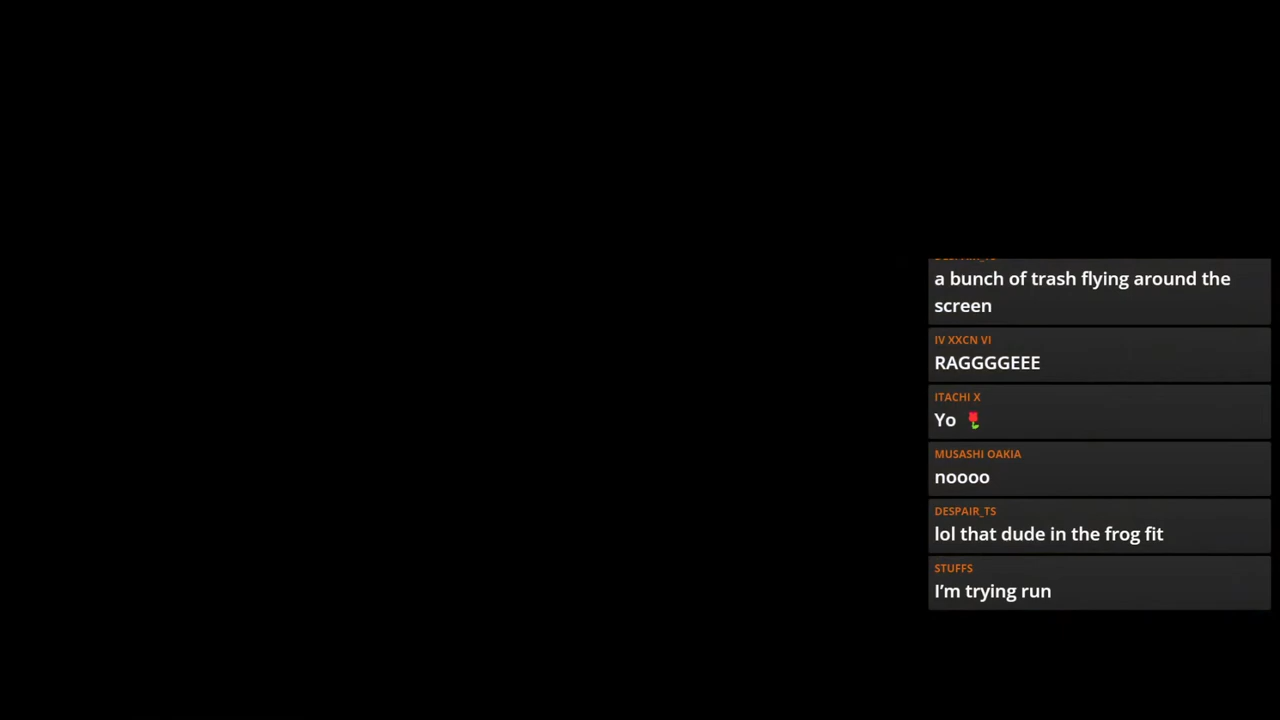 a bunch of trash flying around the
screen
IV XXCN VI
RAGGGGEEE
ITACHI X
Yo 🌹
MUSASHI OAKIA
noooo
DESPAIR_TS
lol that dude in the frog fit
STUFFS
I’m trying run